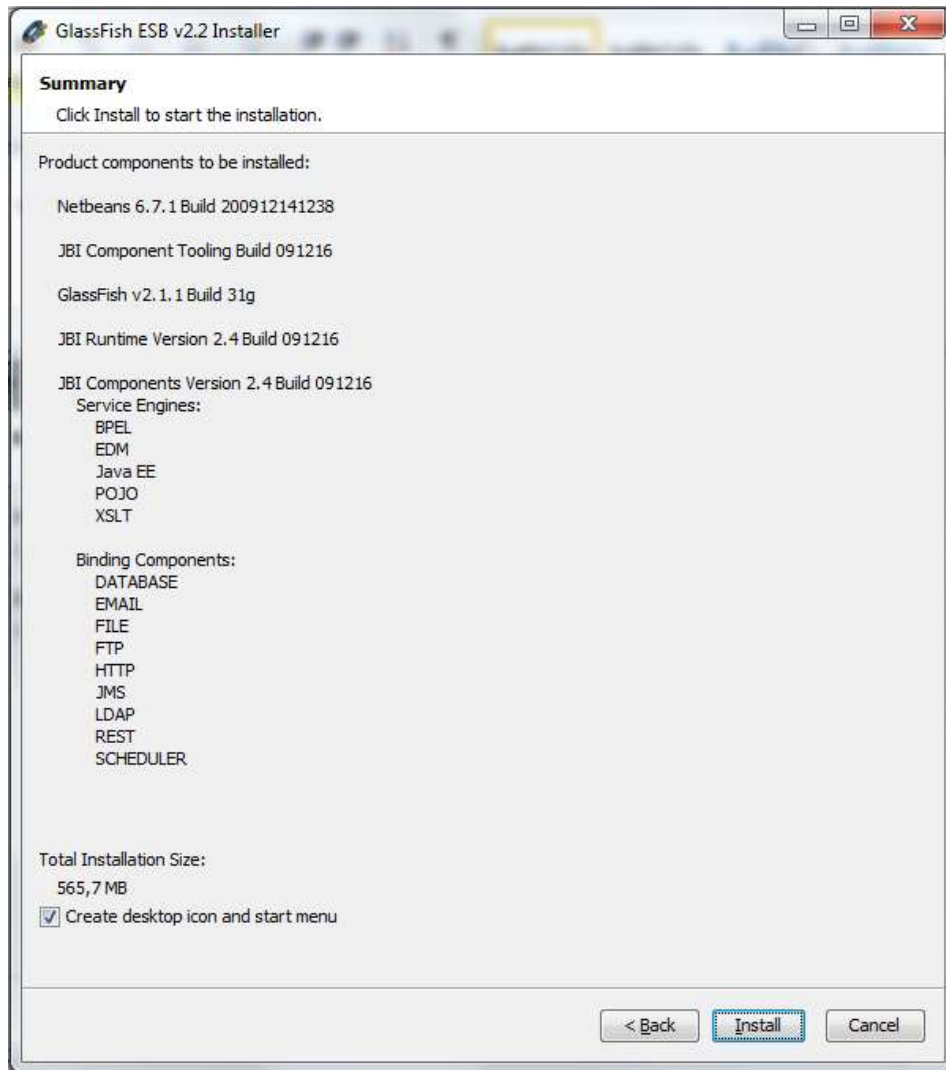 GlassFish ESB v2.2 Installer
Summary
Click Install to start the installation.
Product components to be installed:
Netbeans 6.7.1 Build 200912141238
JBI Component Tooling Build 091216
GlassFish v2.1.1 Build 31g
JBI Runtime Version 2.4 Build 091216
JBI Components Version 2.4 Build 091216
Service Engines:
BPEL
EDM
Java EE
POJO
XSLT
Binding Components:
DATABASE
EMAIL
FILE
FTP
HTTP
JMS
LDAP
REST
SCHEDULER
Total Installation Size:
565,7 MB
Create desktop icon and start menu
< Back Install Cancel